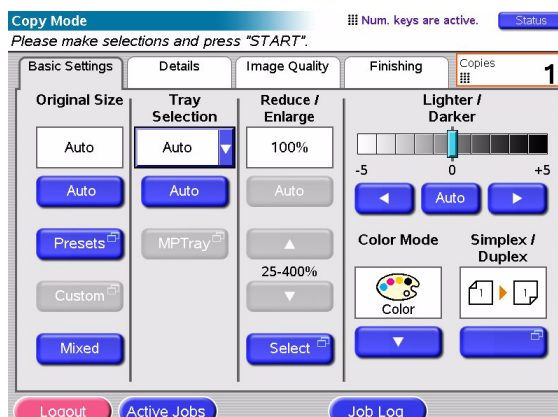 Copy Mode
Num. keys are active.
Status
Please make selections and press "START".
Basic Settings
Details
Image Quality
Finishing
Copies
1
Original Size
Auto
Auto
Presets
Custom
Mixed
Tray
Selection
Auto
Auto
MPTray
Reduce /
Enlarge
100%
Auto
25-400%
Select
Lighter /
Darker
-5
0
+5
Auto
Color Mode
Color
Simplex /
Duplex
1
1
Logout
Active Jobs
Job Log